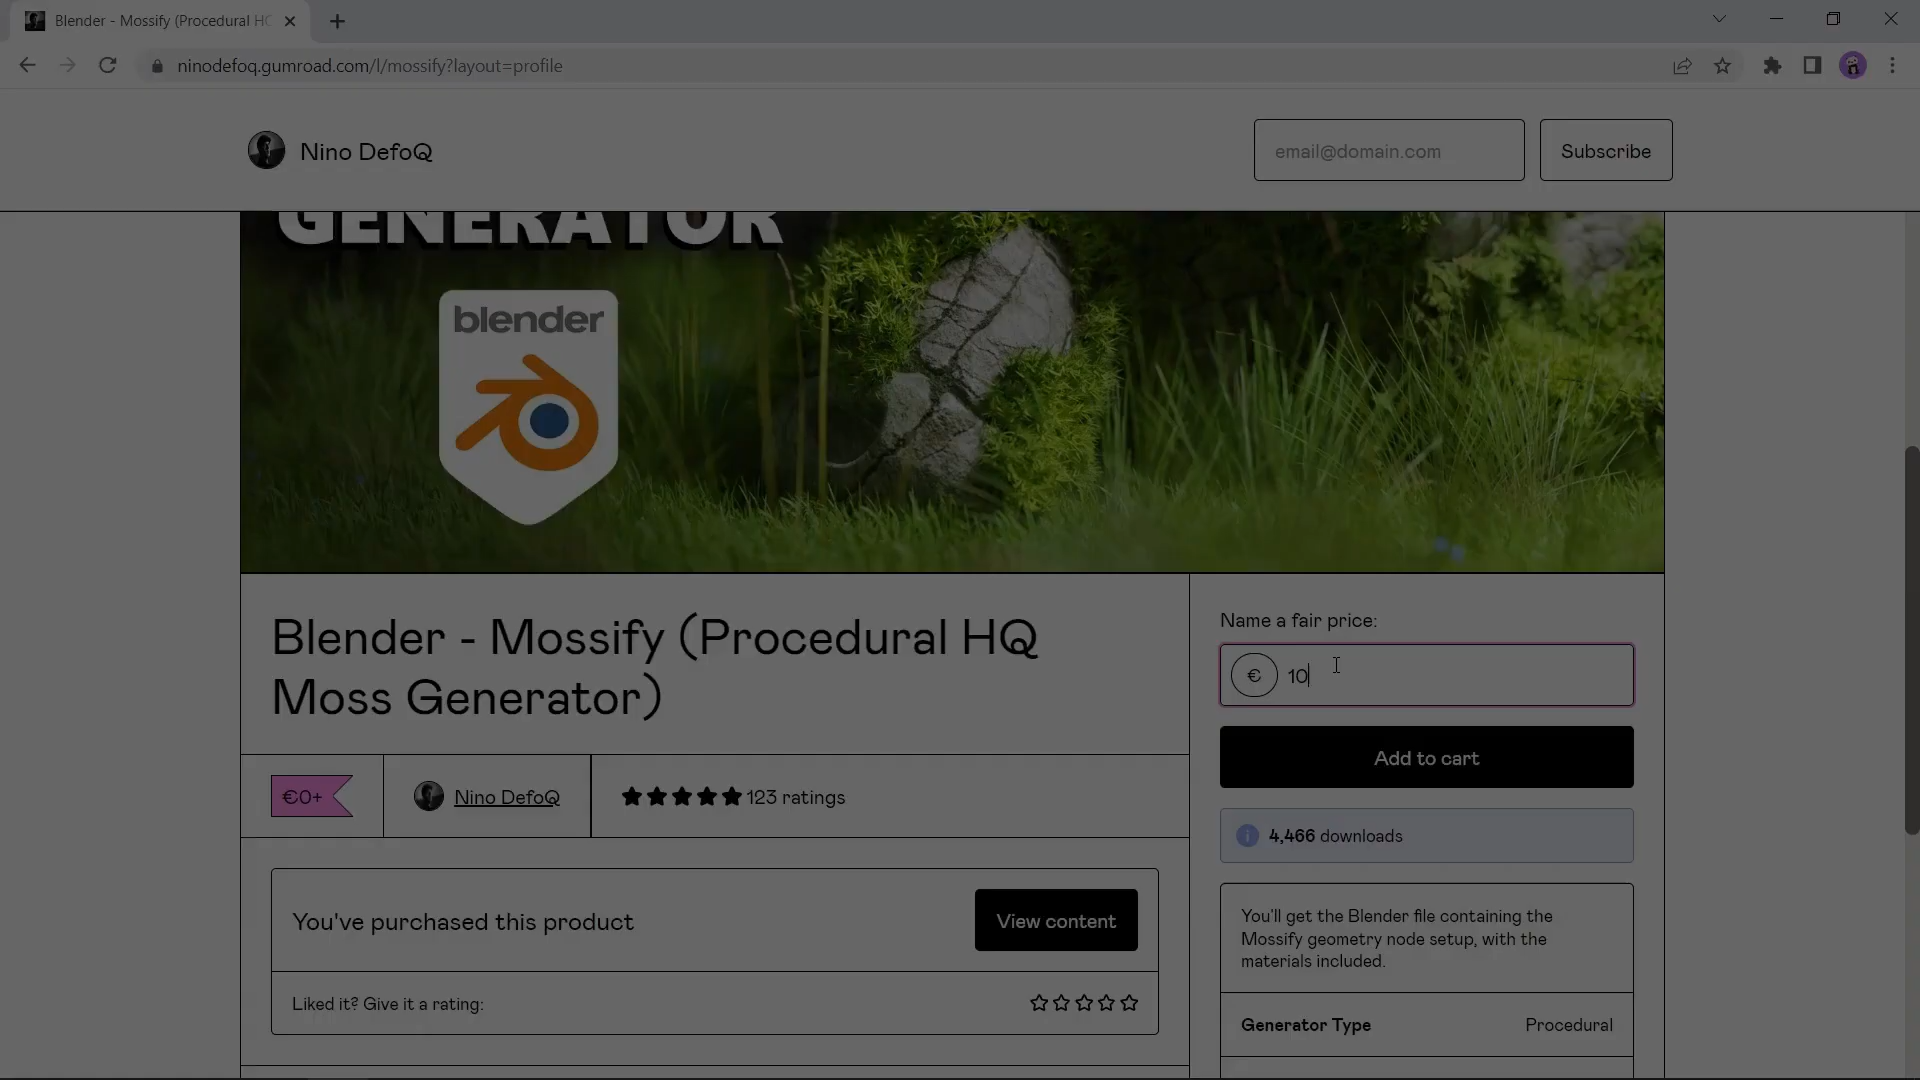 Blender - Mossify (Procedural HQ
ninodefoq.gumroad.com/l/mossify?layout=profile
Nino DefoQ
email@domain.com
Subscribe
GENERATOR
blender
Blender - Mossify (Procedural HQ
Moss Generator)
€0+
Nino DefoQ
123 ratings
You've purchased this product
View content
Liked it? Give it a rating:
Name a fair price:
€ 10
Add to cart
4,466 downloads
You'll get the Blender file containing the
Mossify geometry node setup, with the
materials included.
Generator Type
Procedural